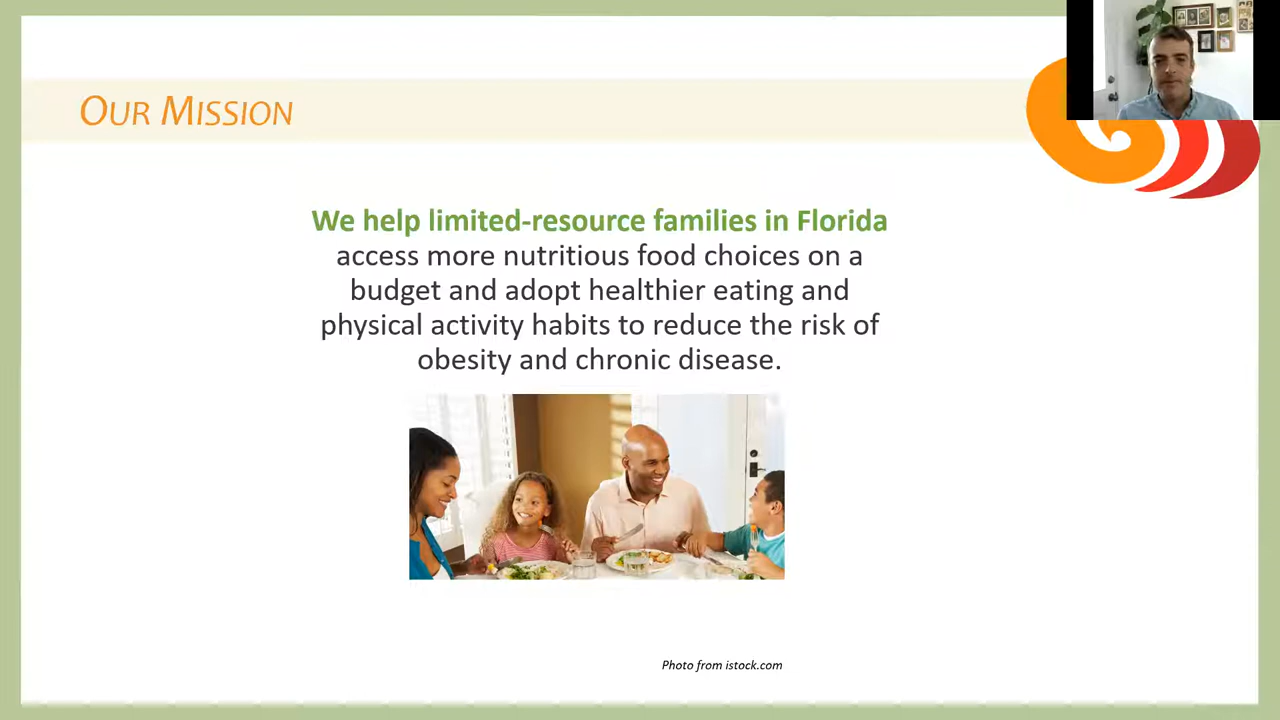 OUR MISSION
We help limited-resource families in Florida
access more nutritious food choices on a
budget and adopt healthier eating and
physical activity habits to reduce the risk of
obesity and chronic disease.
Photo from istock.com